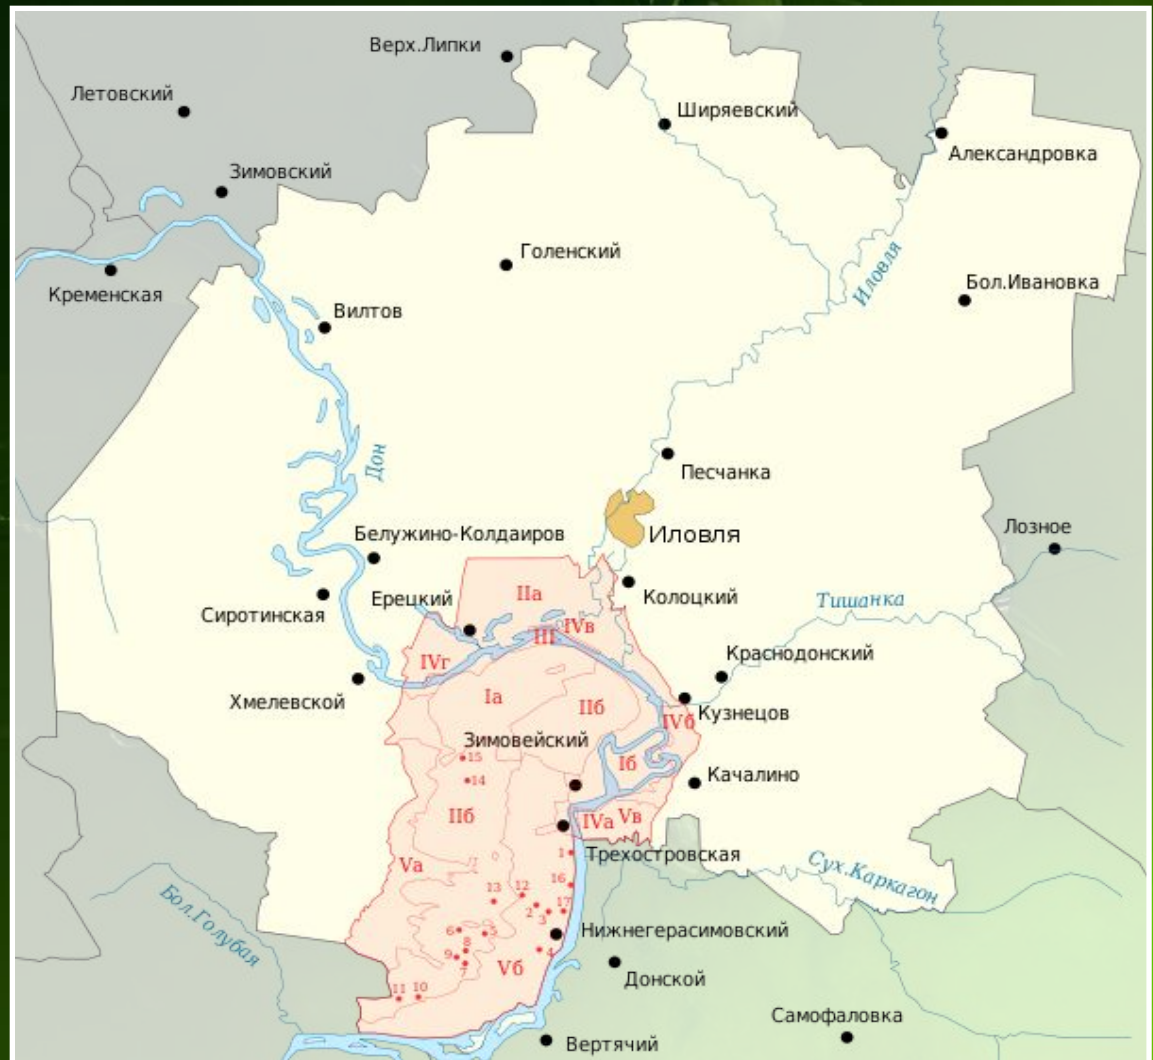 Верх.Липки
Летовский
Ширяевский
Александровка
Зимовский
Голенский
Иловля
Кременская
Бол.Ивановка
Вилтов
Дон
Песчанка
Иловля
Лозное
Белужино-Колдаиров
Ерецкий
IIа
Колоцкий
Тишанка
Сиротинская
III
IVв
IVг
Краснодонский
Хмелевской
Iа
IIб
IVб
Кузнецов
Зимовейский
15
Iб
14
Качалино
IIб
IVа
Vв
1
Трехостровская
Vа
Сух.Каркагон
16
13
12
2
3
17
Бол.Голубая
6
5
Нижнегерасимовский
8
4
9
7
Vб
Донской
11
10
Самофаловка
Вертячий